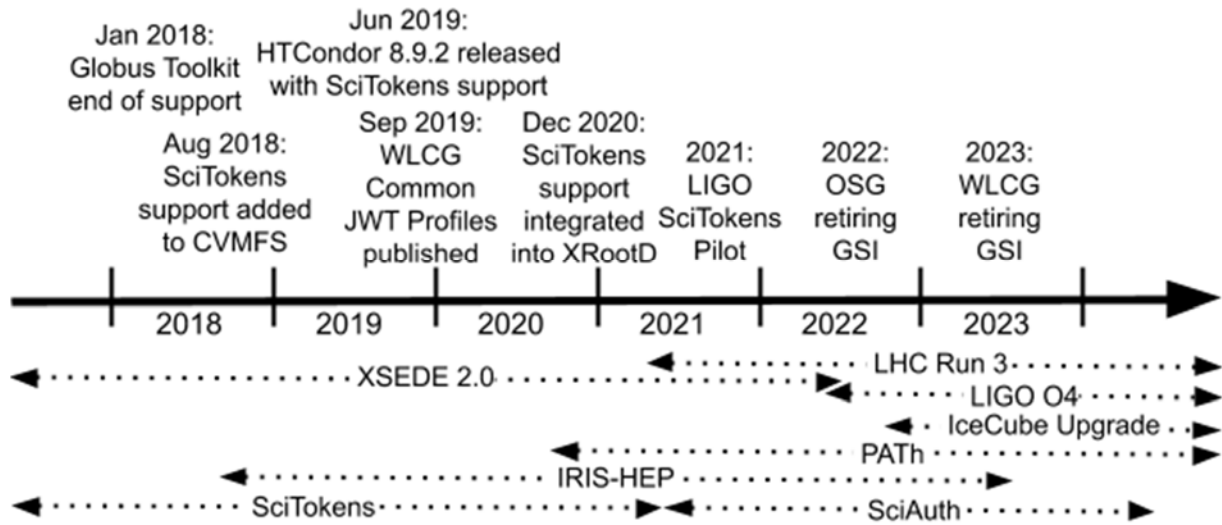 Jan 2018:
Globus Toolkit
end of support
Jun 2019:
HTCondor 8.9.2 released
with SciTokens support
Aug 2018:
SciTokens
support added
to CVMFS
Sep 2019:
WLCG
Common
JWT Profiles
published
Dec 2020:
SciTokens
support
integrated
into XRootD
2021:
LIGO
SciTokens
Pilot
2022:
OSG
retiring
GSI
2023:
WLCG
retiring
GSI
2018 2019 2020 2021 2022 2023
LHC Run 3
XSEDE 2.0
LIGO O4
IceCube Upgrade
PATh
IRIS-HEP
SciTokens
SciAuth